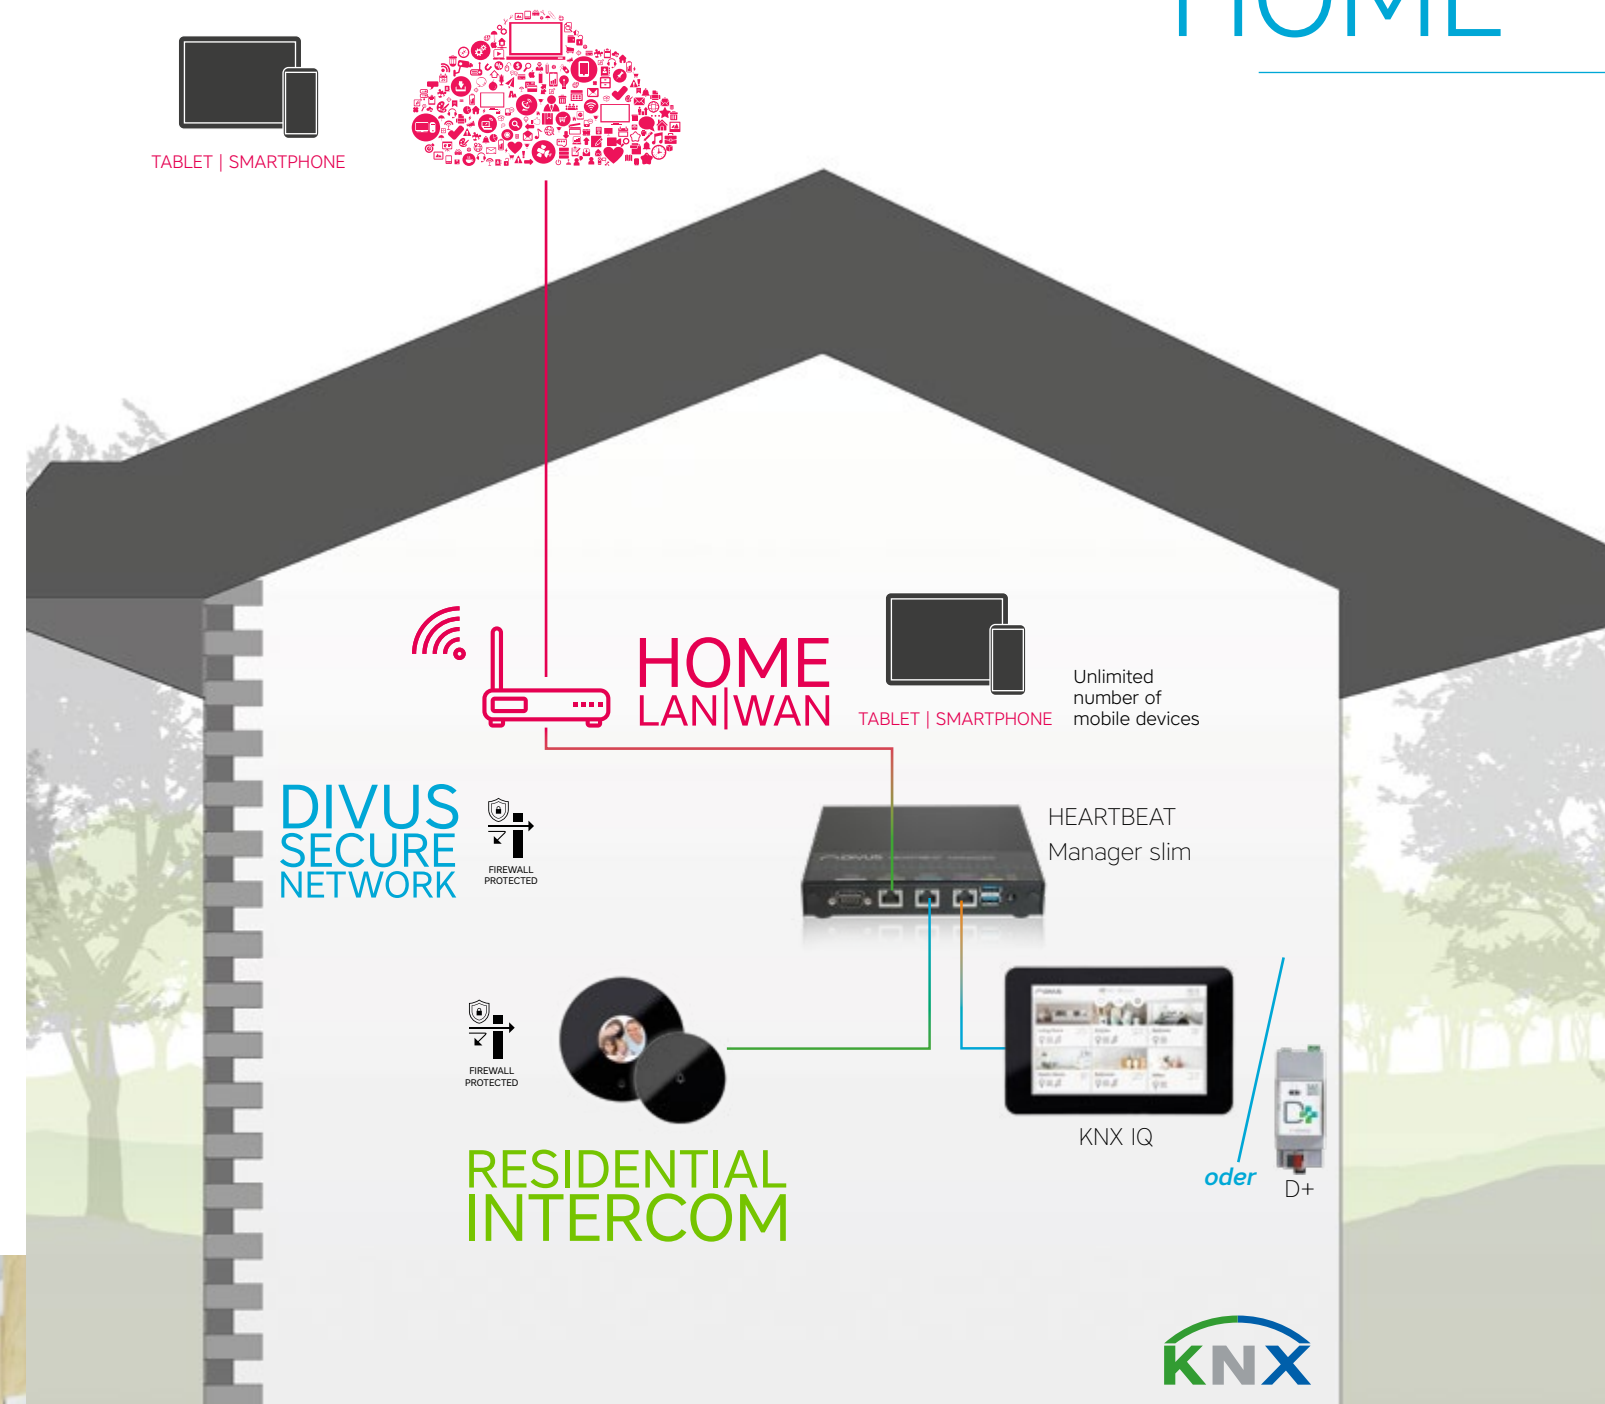 HOME
TABLET | SMARTPHONE
HOME
LAN|WAN
TABLET | SMARTPHONE
Unlimited
number of
mobile devices
DIVUS
SECURE
NETWORK
FIREWALL
PROTECTED
HEARTBEAT
Manager slim
DIVUS
FIREWALL
PROTECTED
KNX IQ
oder
D+
RESIDENTIAL
INTERCOM
KNX